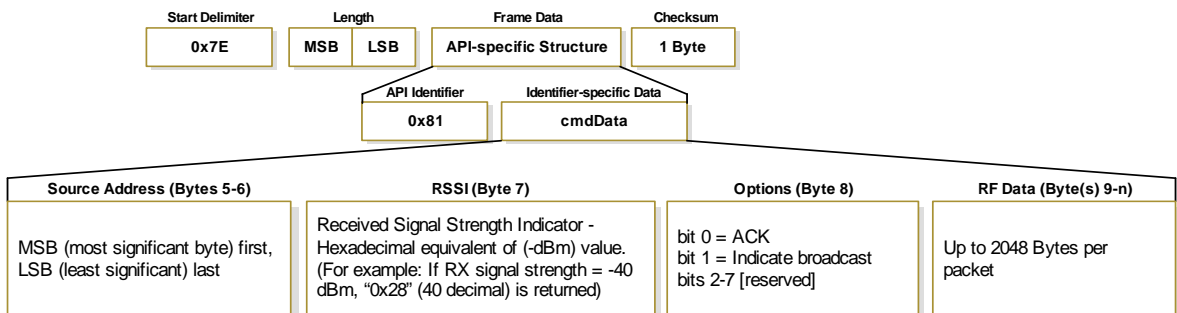 Start Delimiter Length Frame Data Checksum
0x7E MSB LSB API-specific Structure 1 Byte
API Identifier Identifier-specific Data
0x81 cmdData
Source Address (Bytes 5-6)
MSB (most significant byte) first,
LSB (least significant) last
RSSI (Byte 7)
Received Signal Strength Indicator -
Hexadecimal equivalent of (-dBm) value.
(For example: If RX signal strength = -40
dBm, “0x28” (40 decimal) is returned)
Options (Byte 8)
bit 0 = ACK
bit 1 = Indicate broadcast
bits 2-7 [reserved]
RF Data (Byte(s) 9-n)
Up to 2048 Bytes per
packet